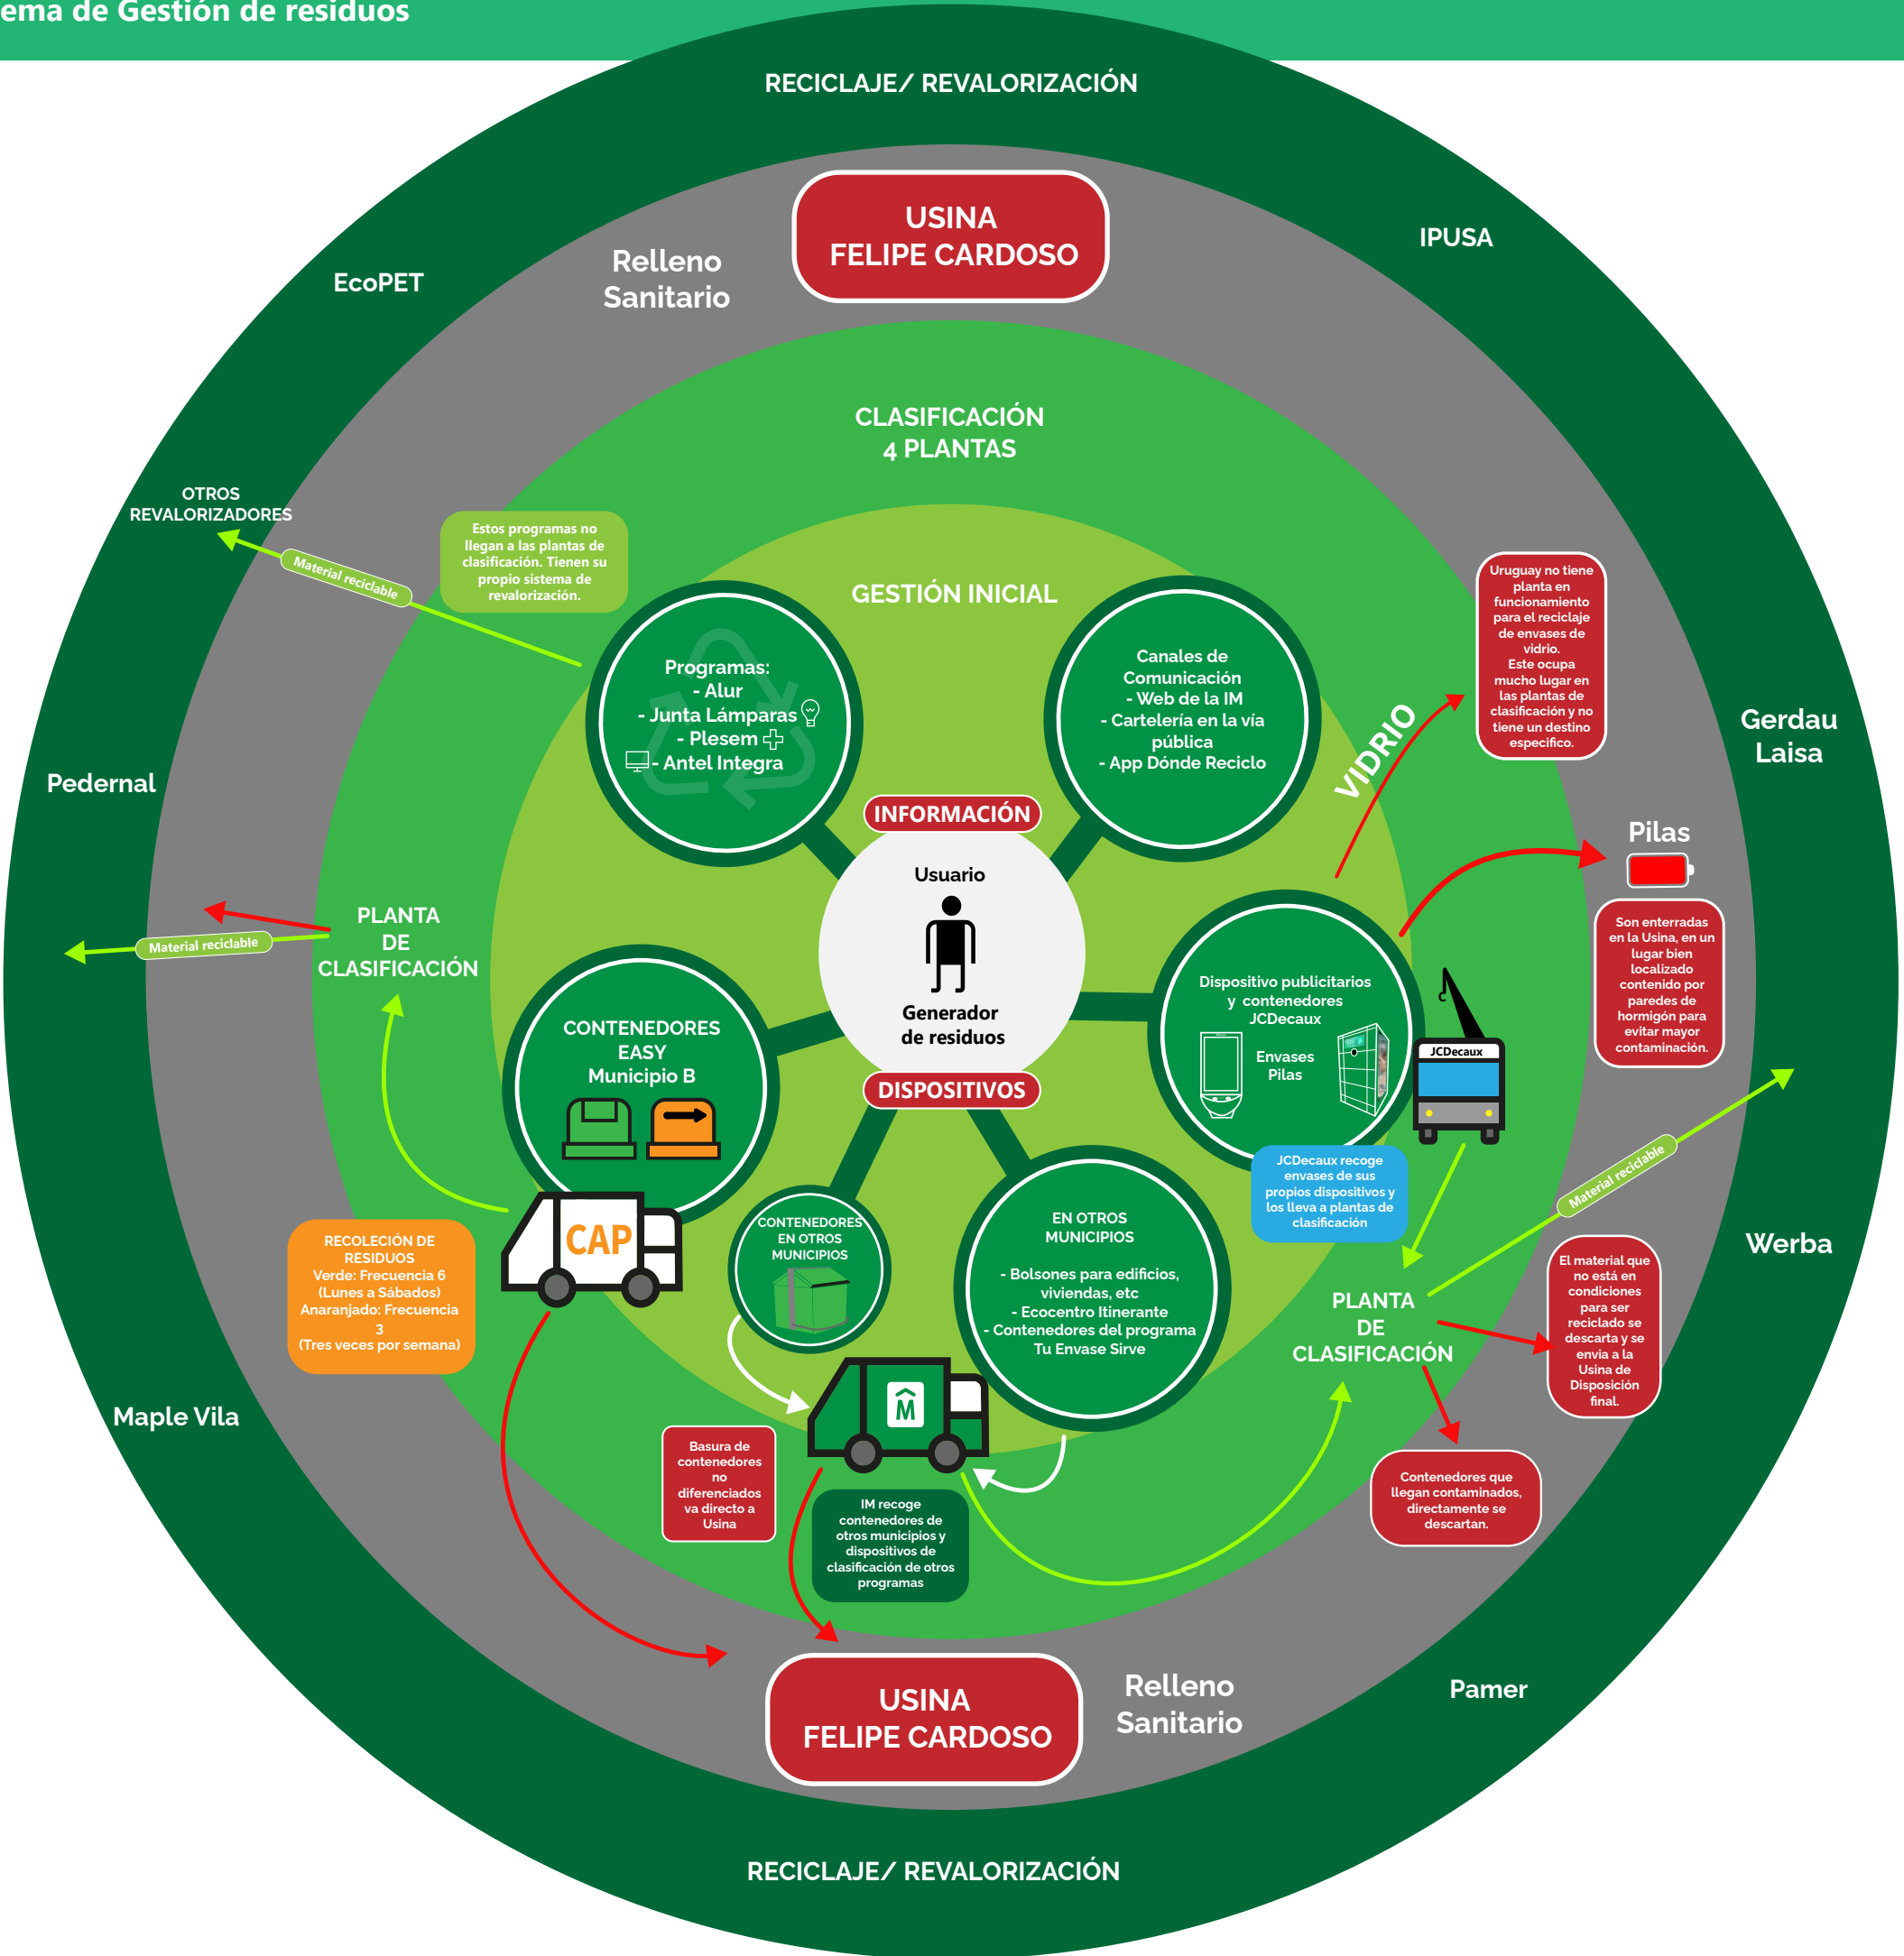 ema de Gestión de residuos
RECICLAJE/ REVALORIZACIÓN
USINA
FELIPE CARDOSO
Relleno
Sanitario
IPUSA
EcoPET
CLASIFICACIÓN
4 PLANTAS
OTROS
REVALORIZADORES
Material reciclable
Estos programas no
llegan a las plantas de
clasificación. Tienen su
propio sistema de
revalorización.
GESTIÓN INICIAL
Programas:
- Alur
- Junta Lámparas
- Plesem
- Antel Integra
Canales de
Comunicación
- Web de la IM
- Cartelería en la vía
pública
- App Dónde Reciclo
VIDRIO
Uruguay no tiene
planta en
funcionamiento
para el reciclaje
de envases de
vidrio.
Este ocupa
mucho lugar en
las plantas de
clasificación y no
tiene un destino
especifico.
Gerdau
Laisa
Pedernal
INFORMACIÓN
Usuario
Generador
de residuos
DISPOSITIVOS
Pilas
Son enterradas
en la Usina, en un
lugar bien
localizado
contenido por
paredes de
hormigón para
evitar mayor
contaminación.
PLANTA
DE
CLASIFICACIÓN
Material reciclable
CONTENEDORES
EASY
Municipio B
Dispositivo publicitarios
y contenedores
JCDecaux
Envases
Pilas
JCDecaux
JCDecaux recoge
envases de sus
propios dispositivos y
los lleva a plantas de
clasificación
Material reciclable
Werba
CAP
RECOLECIÓN DE
RESIDUOS
Verde: Frecuencia 6
(Lunes a Sábados)
Anaranjado: Frecuencia
3
(Tres veces por semana)
CONTENEDORES
EN OTROS
MUNICIPIOS
EN OTROS
MUNICIPIOS
- Bolsones para edificios,
viviendas, etc
- Ecocentro Itinerante
- Contenedores del programa
Tu Envase Sirve
PLANTA
DE
CLASIFICACIÓN
El material que
no está en
condiciones
para ser
reciclado se
descarta y se
envia a la
Usina de
Disposición
final.
Maple Vila
M
Basura de
contenedores
no
diferenciados
va directo a
Usina
IM recoge
contenedores de
otros municipios y
dispositivos de
clasificación de otros
programas
Contenedores que
llegan contaminados,
directamente se
descartan.
USINA
FELIPE CARDOSO
Relleno
Sanitario
Pamer
RECICLAJE/ REVALORIZACIÓN